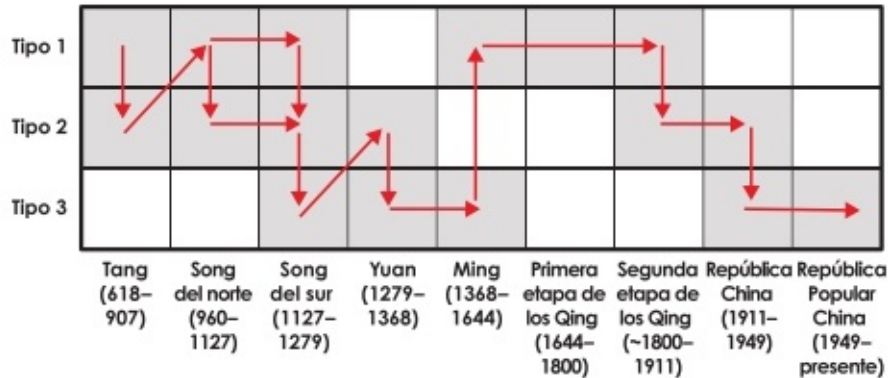 Tipo 1
Tipo 2
Tipo 3
Tang
(618–
907)
Song
del norte
(960–
1127)
Song
del sur
(1127–
1279)
Yuan
(1279–
1368)
Ming
(1368–
1644)
Primera
etapa de
los Qing
(1644–
1800)
Segunda
etapa de
los Qing
(~1800–
1911)
República
China
(1911–
1949)
República
Popular
China
(1949–
presente)